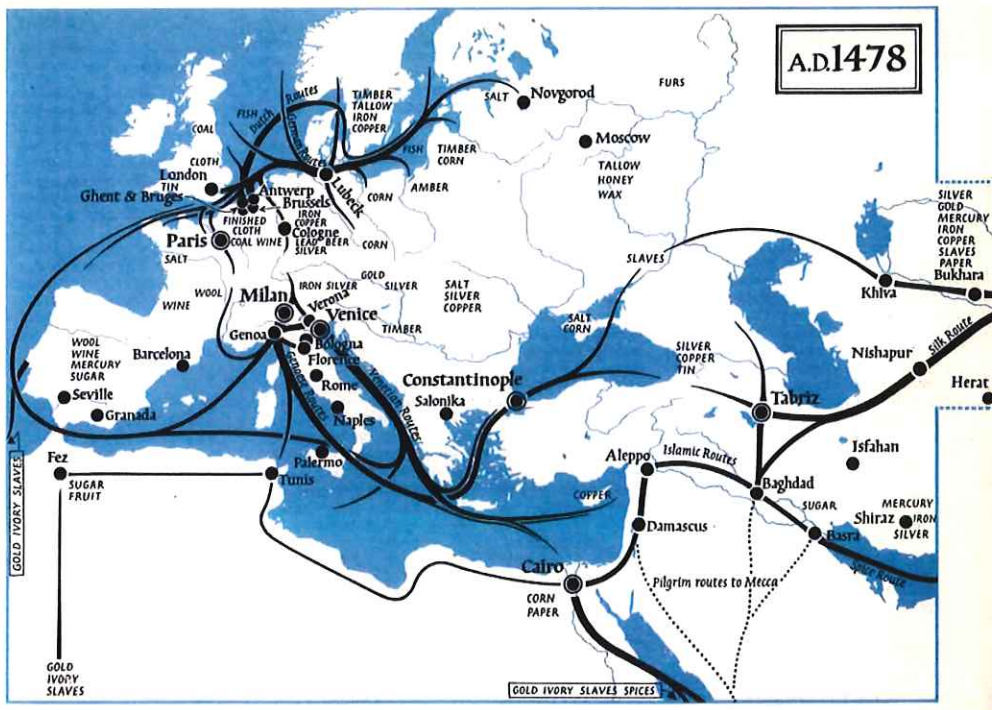 A.D.1478
FURS
SALT
Novgorod
Moscow
TALLOW
HONEY
WAX
TIMBER
TALLOW
IRON
COPPER
FISH
Dutch Routes
German Routes
COAL
FISH
TIMBER
CORN
AMBER
CORN
CORN
Lubeck
CLOTH
London
TIN
Ghent & Bruges
Antwerp
Brussels
FINISHED
CLOTH
COAL WINE
IRON
COPPER
Cologne
LEAD BEER
SILVER
Paris
SALT
WINE
WOOL
IRON SILVER
GOLD
SILVER
SALT
SILVER
COPPER
TIMBER
SLAVES
SALT
CORN
Milan
Verona
Venice
Genoa
Bologna
Florence
Rome
Naples
Genoese Routes
Venetian Routes
Barcelona
WOOL
WINE
MERCURY
SUGAR
Seville
Granada
Palermo
Tunis
Fez
SUGAR
FRUIT
GOLD IVORY SLAVES
GOLD
IVORY
SLAVES
Constantinople
Salonika
SILVER
COPPER
TIN
Tabriz
SILVER
GOLD
MERCURY
IRON
COPPER
SLAVES
PAPER
Bukhara
Khiva
Nishapur
Silk Route
Herat
Isfahan
Aleppo
Islamic Routes
Baghdad
COPPER
Damascus
SUGAR
Basra
Shiraz
MERCURY
IRON
SILVER
Spice Route
Cairo
CORN
PAPER
Pilgrim routes to Mecca
GOLD IVORY SLAVES SPICES